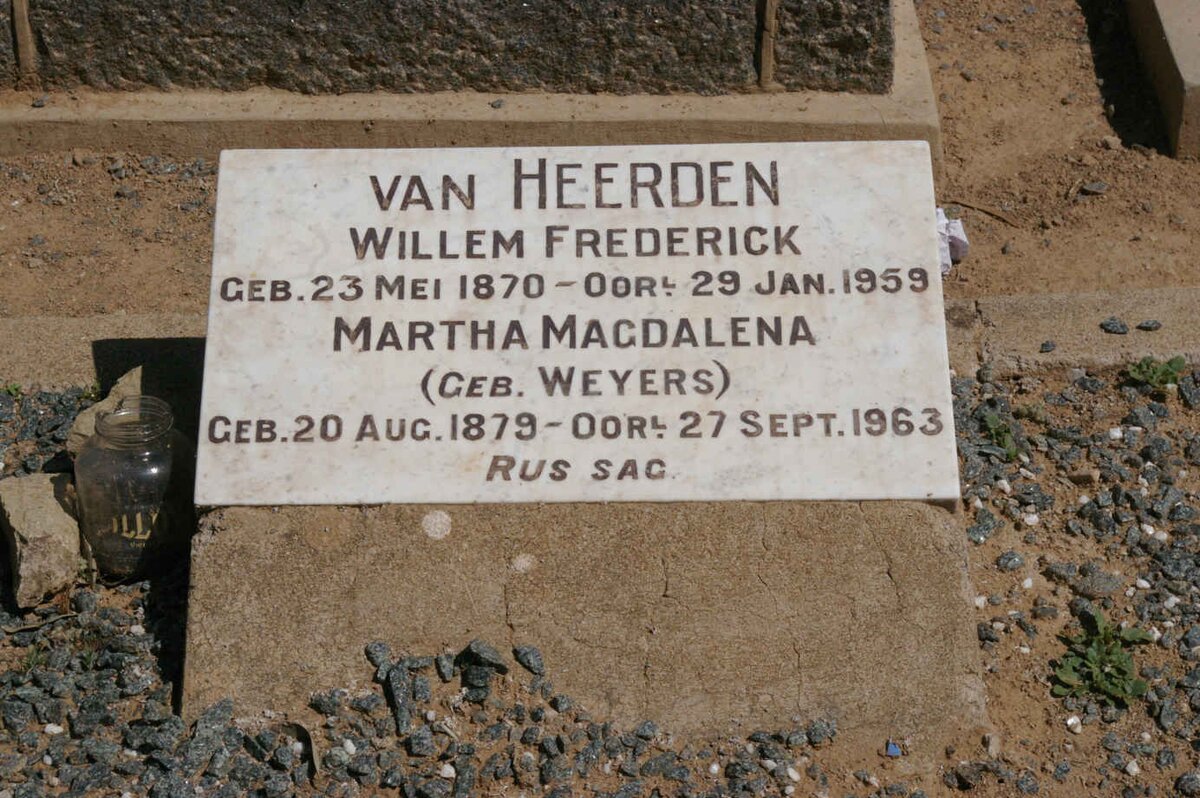 VAN HEERDEN
WILLEM FREDERICK
GEB. 23 MEI 1870 - OORL. 29 JAN. 1959
MARTHA MAGDALENA
(GEB. WEYERS)
GEB. 20 AUG. 1879 - OORL. 27 SEPT. 1963
RUS SAG.